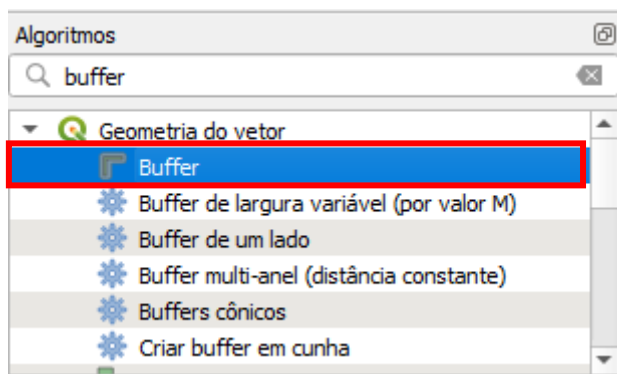 Algoritmos
buffer
Geometria do vetor
Buffer
Buffer de largura variável (por valor M)
Buffer de um lado
Buffer multi-anel (distância constante)
Buffers cônicos
Criar buffer em cunha